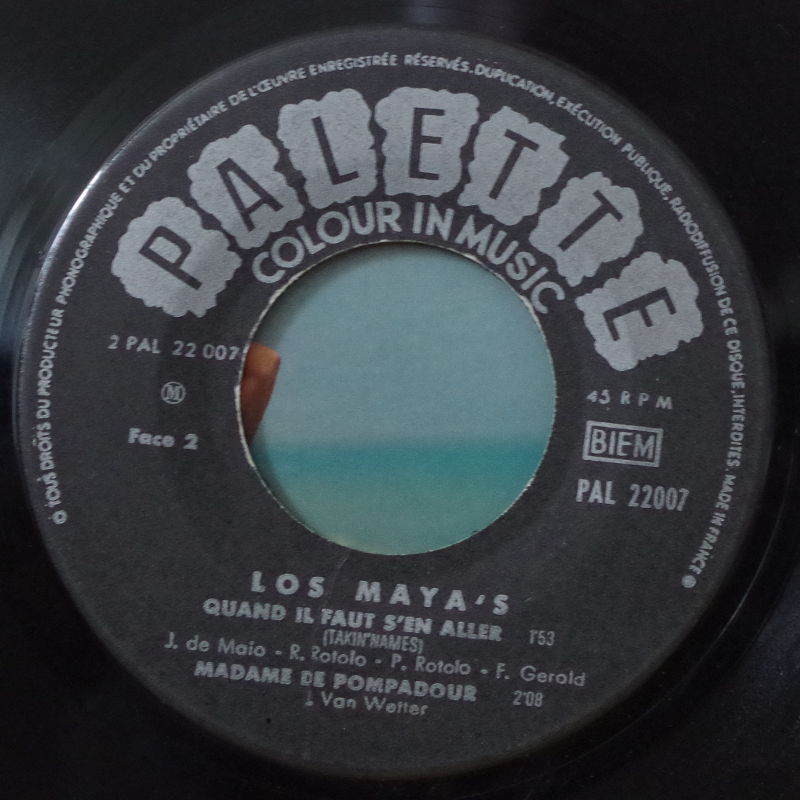 © TOUS DROITS DU PRODUCTEUR PHONOGRAPHIQUE ET DU PROPRIÉTAIRE DE L'ŒUVRE ENREGISTRÉE RÉSERVÉS. DUPLICATION, EXÉCUTION PUBLIQUE, RADIODIFFUSION DE CE DISQUE, INTERDITES. MADE IN FRANCE
PALETTE
COLOUR IN MUSIC
2 PAL 22 007
M
Face 2
45 RPM
BIEM
PAL 22007
LOS MAYA'S
QUAND IL FAUT S'EN ALLER 1'53
(TAKIN'NAMES)
J. de Maio - R. Rotolo - P. Rotolo - F. Gerald
MADAME DE POMPADOUR 2'08
J. Van Wetter